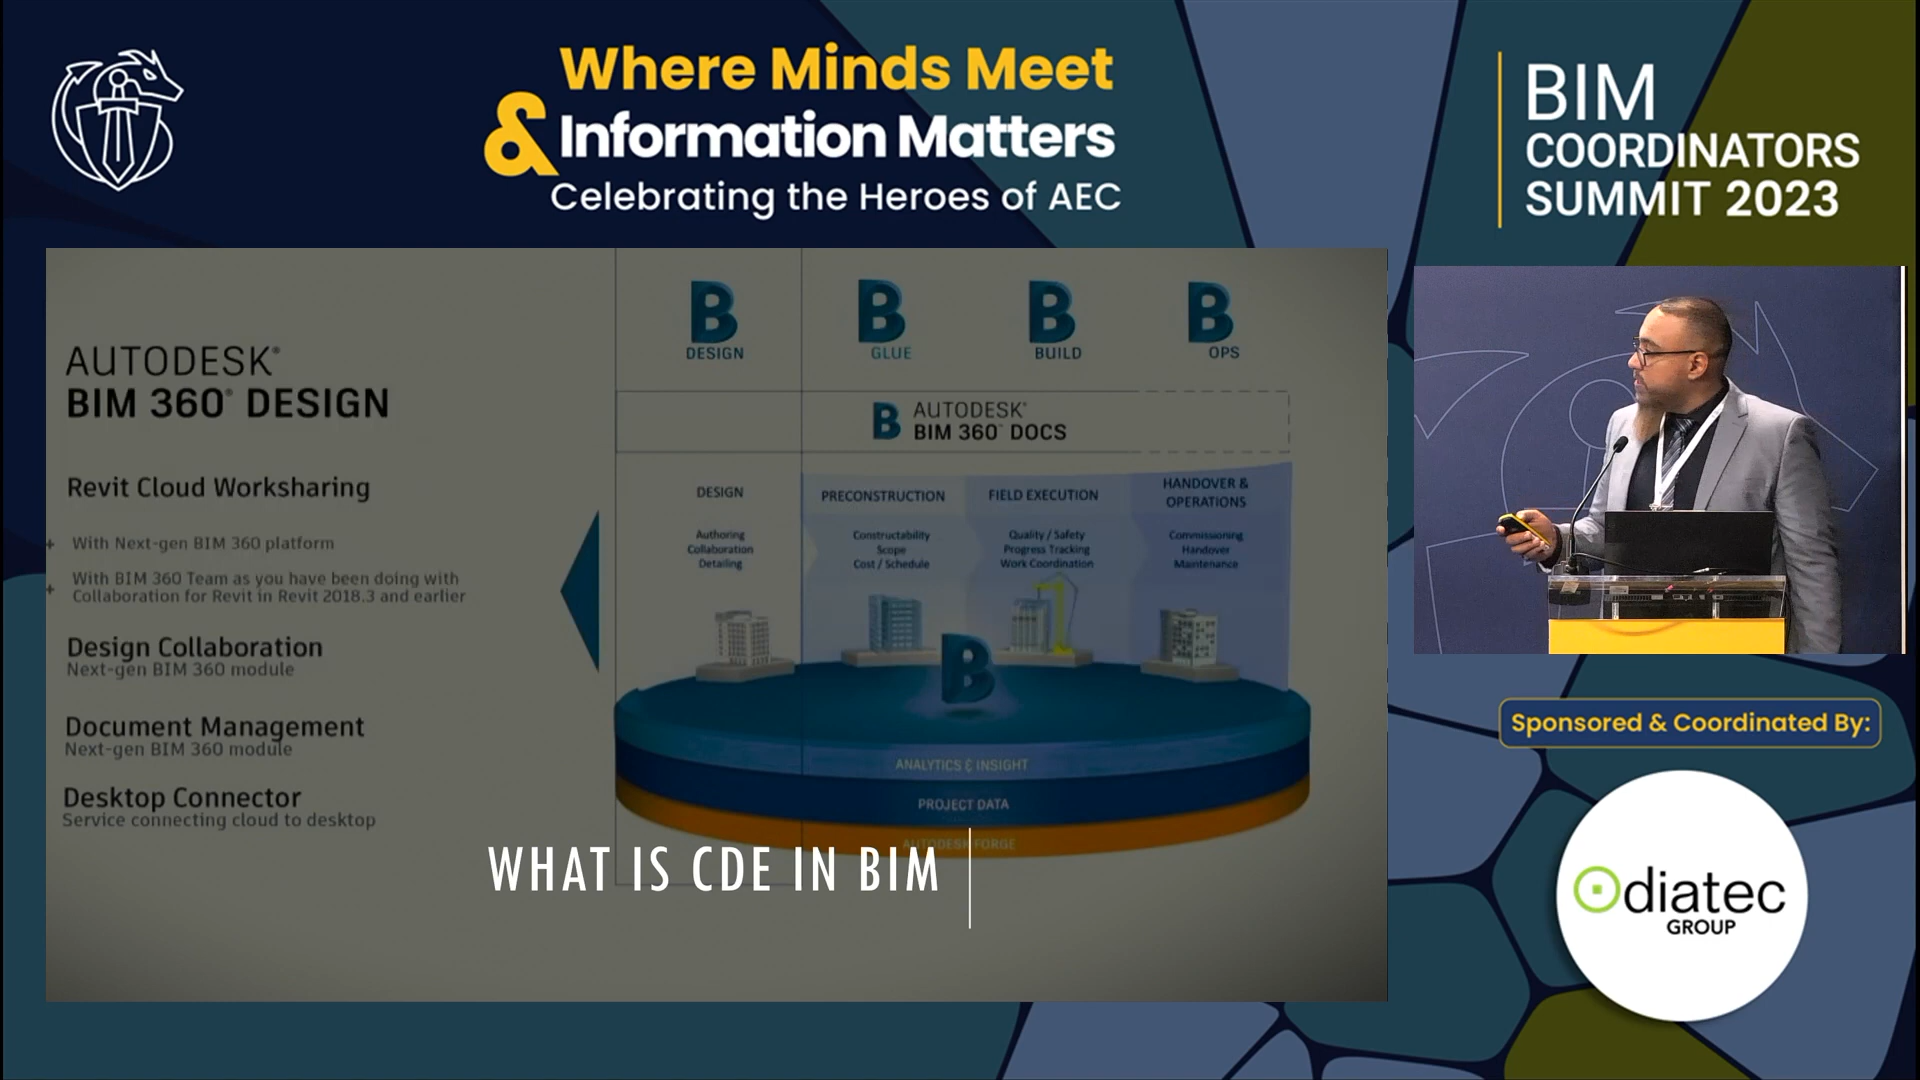 Where Minds Meet
& Information Matters
Celebrating the Heroes of AEC
BIM
COORDINATORS
SUMMIT 2023
AUTODESK®
BIM 360® DESIGN
Revit Cloud Worksharing
+ With Next-gen BIM 360 platform
+ With BIM 360 Team as you have been doing with
Collaboration for Revit in Revit 2018.3 and earlier
Design Collaboration
Next-gen BIM 360 module
Document Management
Next-gen BIM 360 module
Desktop Connector
Service connecting cloud to desktop
B B B B
DESIGN GLUE BUILD OPS
B AUTODESK®
BIM 360™ DOCS
DESIGN
Authoring
Collaboration
Detailing
PRECONSTRUCTION
Constructability
Scope
Cost / Schedule
FIELD EXECUTION
Quality / Safety
Progress Tracking
Work Coordination
HANDOVER &
OPERATIONS
Commissioning
Handover
Maintenance
B
ANALYTICS & INSIGHT
PROJECT DATA
AUTODESK FORGE
WHAT IS CDE IN BIM
Sponsored & Coordinated By:
diatec
GROUP